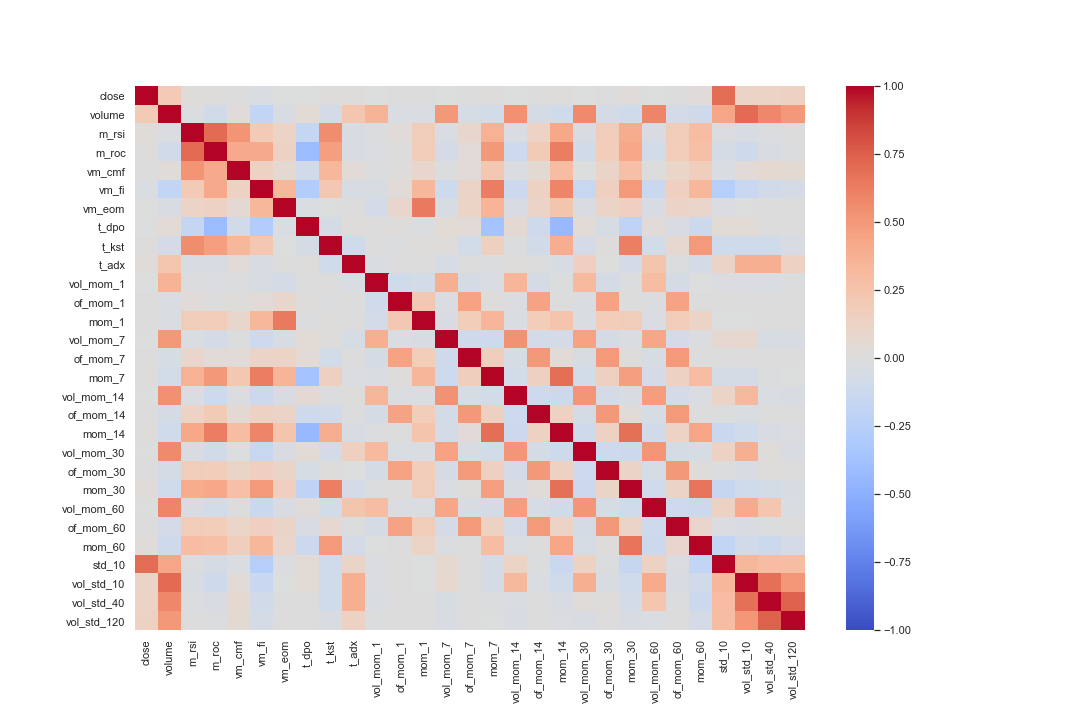 close
volume
m_rsi
m_roc
vm_cmf
vm_fi
vm_eom
t_dpo
t_kst
t_adx
vol_mom_1
of_mom_1
mom_1
vol_mom_7
of_mom_7
mom_7
vol_mom_14
of_mom_14
mom_14
vol_mom_30
of_mom_30
mom_30
vol_mom_60
of_mom_60
mom_60
std_10
vol_std_10
vol_std_40
vol_std_120
close
volume
m_rsi
m_roc
vm_cmf
vm_fi
vm_eom
t_dpo
t_kst
t_adx
vol_mom_1
of_mom_1
mom_1
vol_mom_7
of_mom_7
mom_7
vol_mom_14
of_mom_14
mom_14
vol_mom_30
of_mom_30
mom_30
vol_mom_60
of_mom_60
mom_60
std_10
vol_std_10
vol_std_40
vol_std_120
1.00
0.75
0.50
0.25
0.00
−0.25
−0.50
−0.75
−1.00